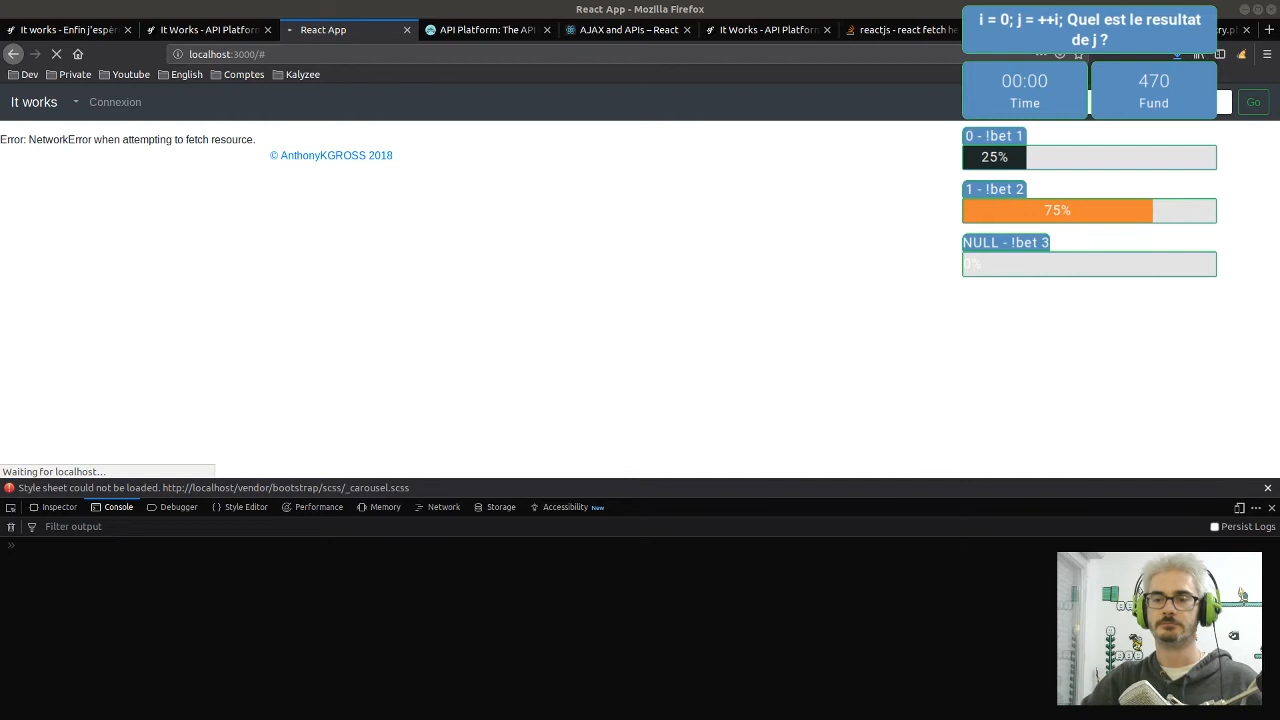 React App - Mozilla Firefox
It works - Enfin j'espèr
It Works - API Platform
React App
API Platform: The API
AJAX and APIs – React
It Works - API Platform
reactjs - react fetch he
localhost:3000/#
Dev
Private
Youtube
English
Comptes
Kalyzee
It works
Connexion
Go
Error: NetworkError when attempting to fetch resource.
© AnthonyKGROSS 2018
i = 0; j = ++i; Quel est le resultat
de j ?
00:00
Time
470
Fund
0 - !bet 1
25%
1 - !bet 2
75%
NULL - !bet 3
0%
Waiting for localhost…
Style sheet could not be loaded. http://localhost/vendor/bootstrap/scss/_carousel.scss
Inspector
Console
Debugger
Style Editor
Performance
Memory
Network
Storage
Accessibility New
Filter output
Persist Logs